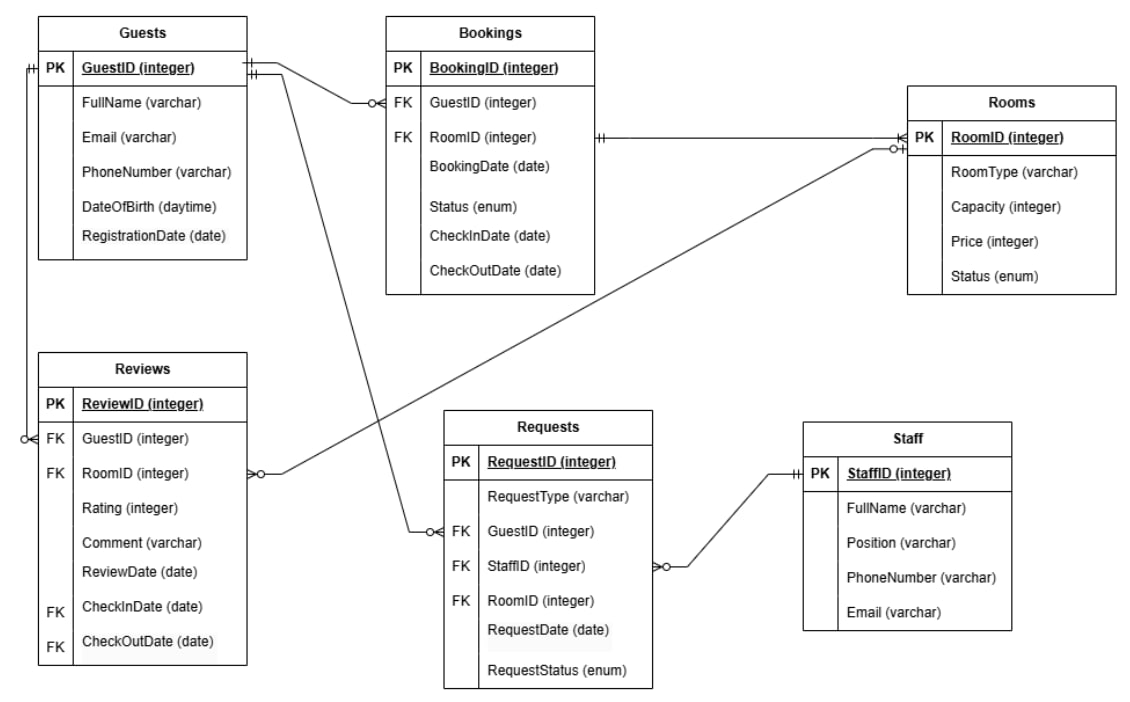 Guests
PK GuestID (integer)
FullName (varchar)
Email (varchar)
PhoneNumber (varchar)
DateOfBirth (daytime)
RegistrationDate (date)
Bookings
PK BookingID (integer)
FK GuestID (integer)
FK RoomID (integer)
BookingDate (date)
Status (enum)
CheckInDate (date)
CheckOutDate (date)
Rooms
PK RoomID (integer)
RoomType (varchar)
Capacity (integer)
Price (integer)
Status (enum)
Reviews
PK ReviewID (integer)
FK GuestID (integer)
FK RoomID (integer)
Rating (integer)
Comment (varchar)
ReviewDate (date)
FK CheckInDate (date)
FK CheckOutDate (date)
Requests
PK RequestID (integer)
RequestType (varchar)
FK GuestID (integer)
FK StaffID (integer)
FK RoomID (integer)
RequestDate (date)
RequestStatus (enum)
Staff
PK StaffID (integer)
FullName (varchar)
Position (varchar)
PhoneNumber (varchar)
Email (varchar)